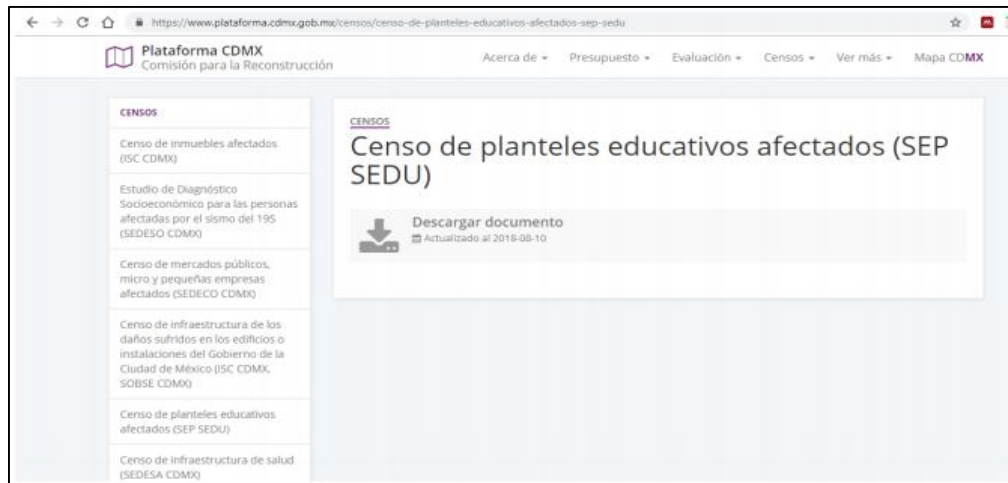 https://www.plataforma.cdmx.gob.mx/censos/censo-de-planteles-educativos-afectados-sep-sedu
Plataforma CDMX
Comisión para la Reconstrucción
Acerca de Presupuesto Evaluación Censos Ver más Mapa CDMX
CENSOS
Censo de inmuebles afectados
(ISC CDMX)
Estudio de Diagnóstico
Socioeconómico para las personas
afectadas por el sismo del 19S
(SEDESO CDMX)
Censo de mercados públicos,
micro y pequeñas empresas
afectados (SEDECO CDMX)
Censo de infraestructura de los
daños sufridos en los edificios o
instalaciones del Gobierno de la
Ciudad de México (ISC CDMX,
SOBSE CDMX)
Censo de planteles educativos
afectados (SEP SEDU)
Censo de infraestructura de salud
(SEDESA CDMX)
CENSOS
Censo de planteles educativos afectados (SEP
SEDU)
Descargar documento
Actualizado al 2018-08-10